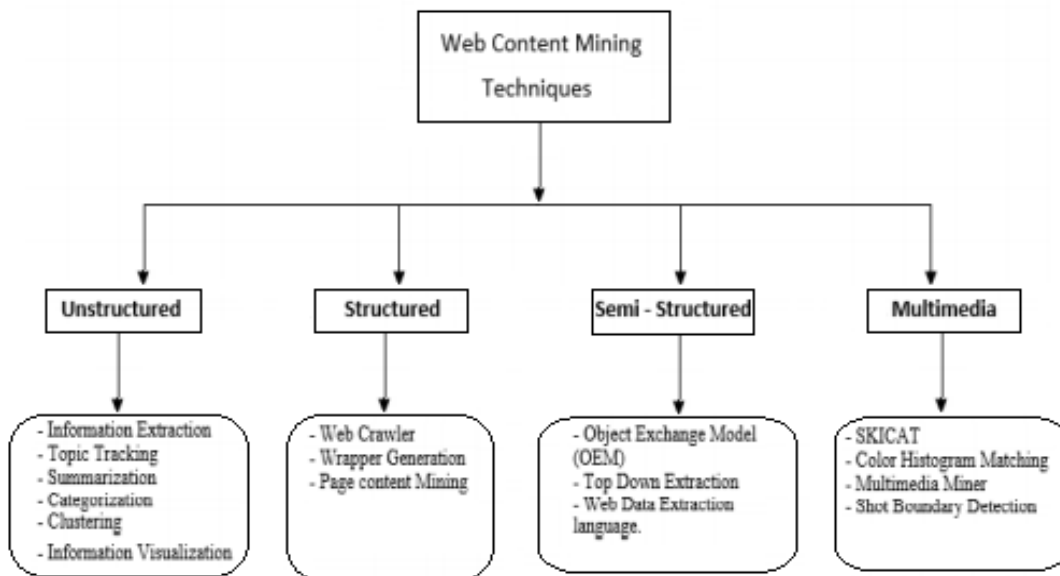 Web Content Mining
Techniques
Unstructured
Structured
Semi - Structured
Multimedia
- Information Extraction
- Topic Tracking
- Summarization
- Categorization
- Clustering
- Information Visualization
- Web Crawler
- Wrapper Generation
- Page content Mining
- Object Exchange Model
(OEM)
- Top Down Extraction
- Web Data Extraction
language.
- SKICAT
- Color Histogram Matching
- Multimedia Miner
- Shot Boundary Detection